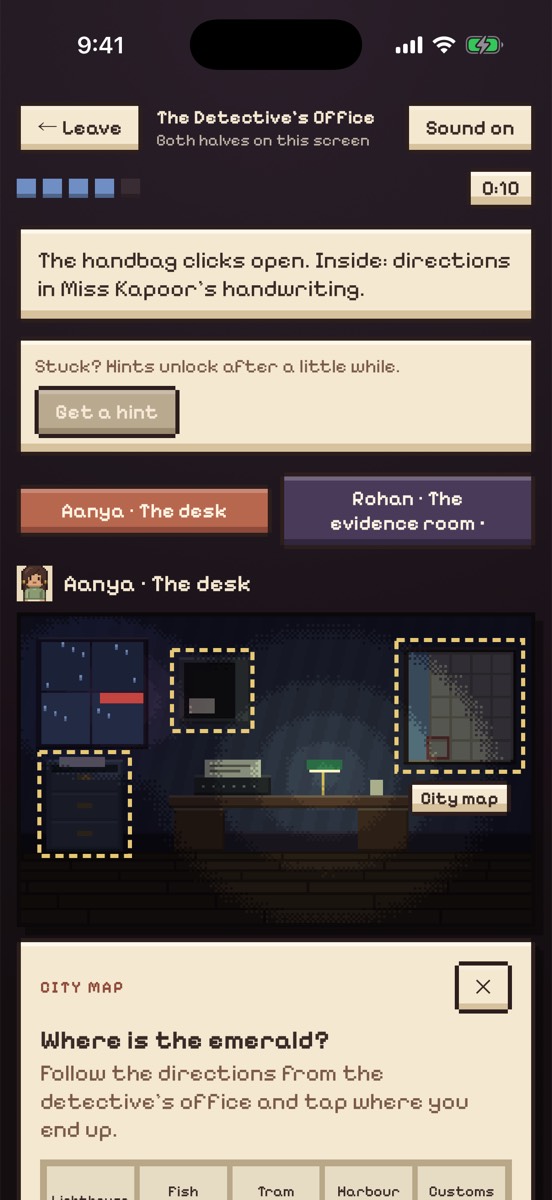 9:41
← Leave
The Detective's Office
Both halves on this screen
Sound on
0:10
The handbag clicks open. Inside: directions
in Miss Kapoor's handwriting.
Stuck? Hints unlock after a little while.
Get a hint
Aanya · The desk
Rohan · The
evidence room ·
Aanya · The desk
City map
CITY MAP
×
Where is the emerald?
Follow the directions from the
detective's office and tap where you
end up.
Lighthouse
Fish
Tram
Harbour
Customs